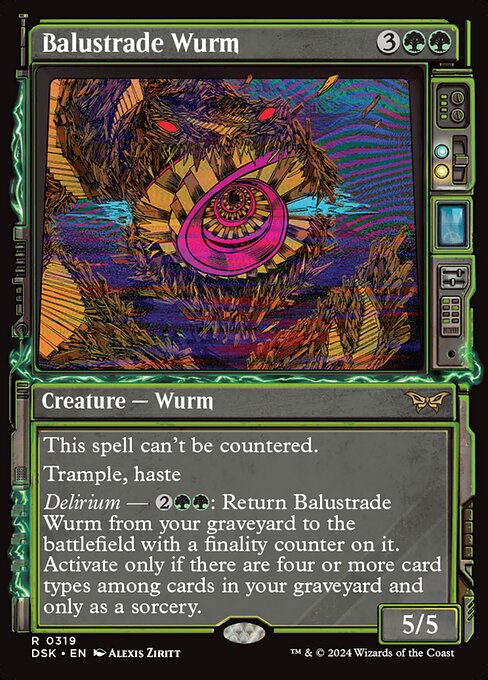 Balustrade Wurm 3
Creature — Wurm
This spell can't be countered.
Trample, haste
Delirium — 2: Return Balustrade
Wurm from your graveyard to the
battlefield with a finality counter on it.
Activate only if there are four or more card
types among cards in your graveyard and
only as a sorcery.
5/5
R 0319
DSK • EN ALEXIS ZIRITT
™ & © 2024 Wizards of the Coast